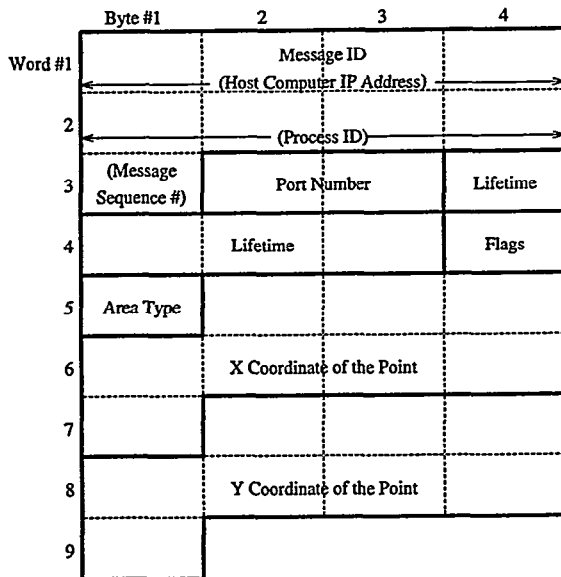 Byte #1 2 3 4
Word #1 Message ID
(Host Computer IP Address)
2
(Process ID)
(Message
3 Sequence #) Port Number Lifetime
4 Lifetime Flags
5 Area Type
6 X Coordinate of the Point
7
8 Y Coordinate of the Point
9